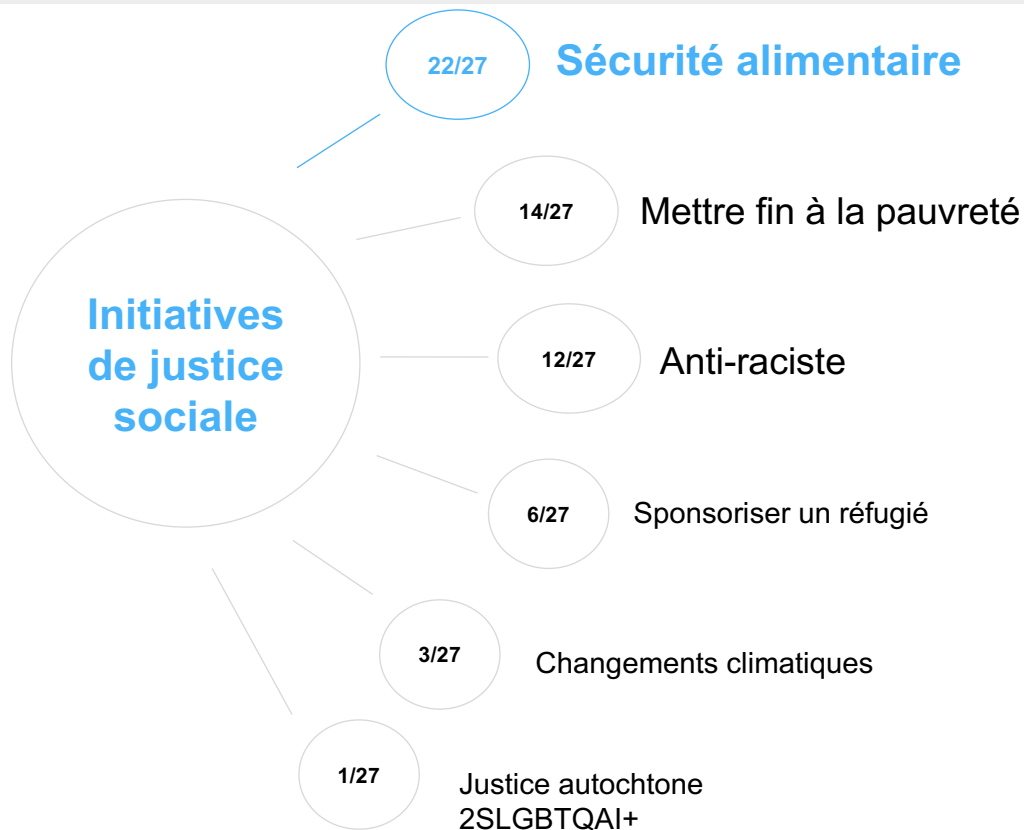 22/27
Sécurité alimentaire
14/27
Mettre fin à la pauvreté
Initiatives
de justice
sociale
12/27
Anti-raciste
6/27
Sponsoriser un réfugié
3/27
Changements climatiques
1/27
Justice autochtone
2SLGBTQAI+